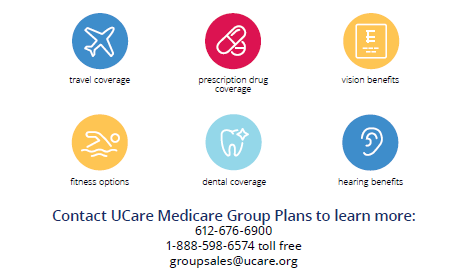 travel coverage
prescription drug
coverage
vision benefits
fitness options
dental coverage
hearing benefits
Contact UCare Medicare Group Plans to learn more:
612-676-6900
1-888-598-6574 toll free
groupsales@ucare.org